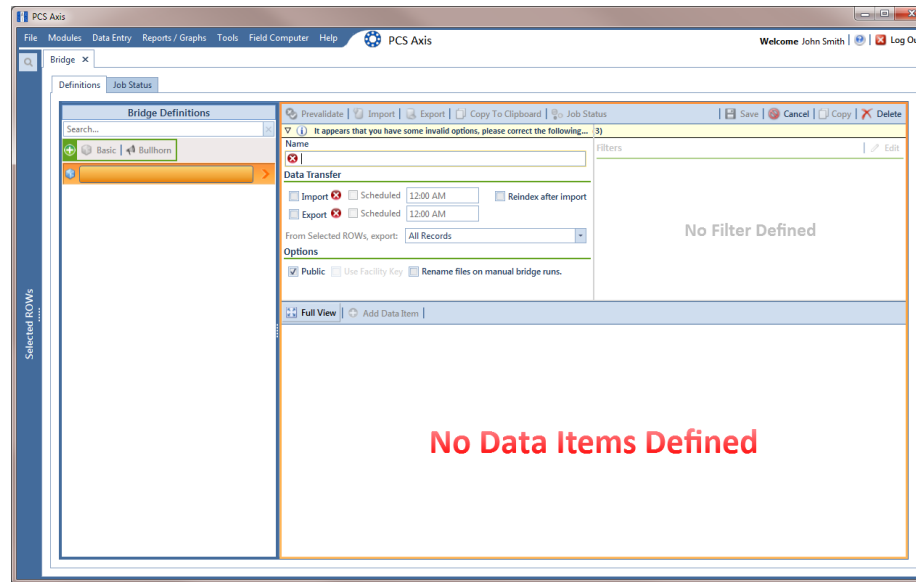 PCS Axis
File Modules Data Entry Reports / Graphs Tools Field Computer Help PCS Axis Welcome John Smith Log Ou
Bridge
Definitions Job Status
Bridge Definitions
Search...
Basic Bullhorn
Prevalidate Import Export Copy To Clipboard Job Status Save Cancel Copy Delete
It appears that you have some invalid options, please correct the following... 3)
Name
Filters Edit
Data Transfer
Import Scheduled 12:00 AM Reindex after import
Export Scheduled 12:00 AM
From Selected ROWs, export: All Records
No Filter Defined
Options
Public Use Facility Key Rename files on manual bridge runs.
Full View Add Data Item
Selected ROWs
No Data Items Defined